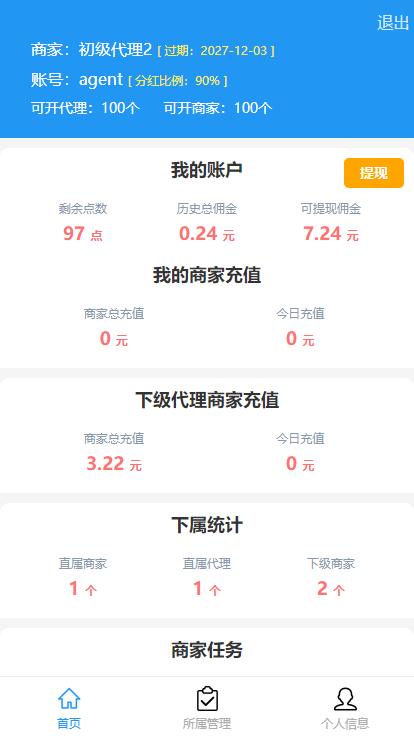 退出
商家：初级代理2 [ 过期：2027-12-03 ]
账号：agent [ 分红比例：90% ]
可开代理：100个 可开商家：100个
我的账户
提现
剩余点数 历史总佣金 可提现佣金
97 点 0.24 元 7.24 元
我的商家充值
商家总充值 今日充值
0 元 0 元
下级代理商家充值
商家总充值 今日充值
3.22 元 0 元
下属统计
直属商家 直属代理 下级商家
1 个 1 个 2 个
商家任务
首页 所属管理 个人信息